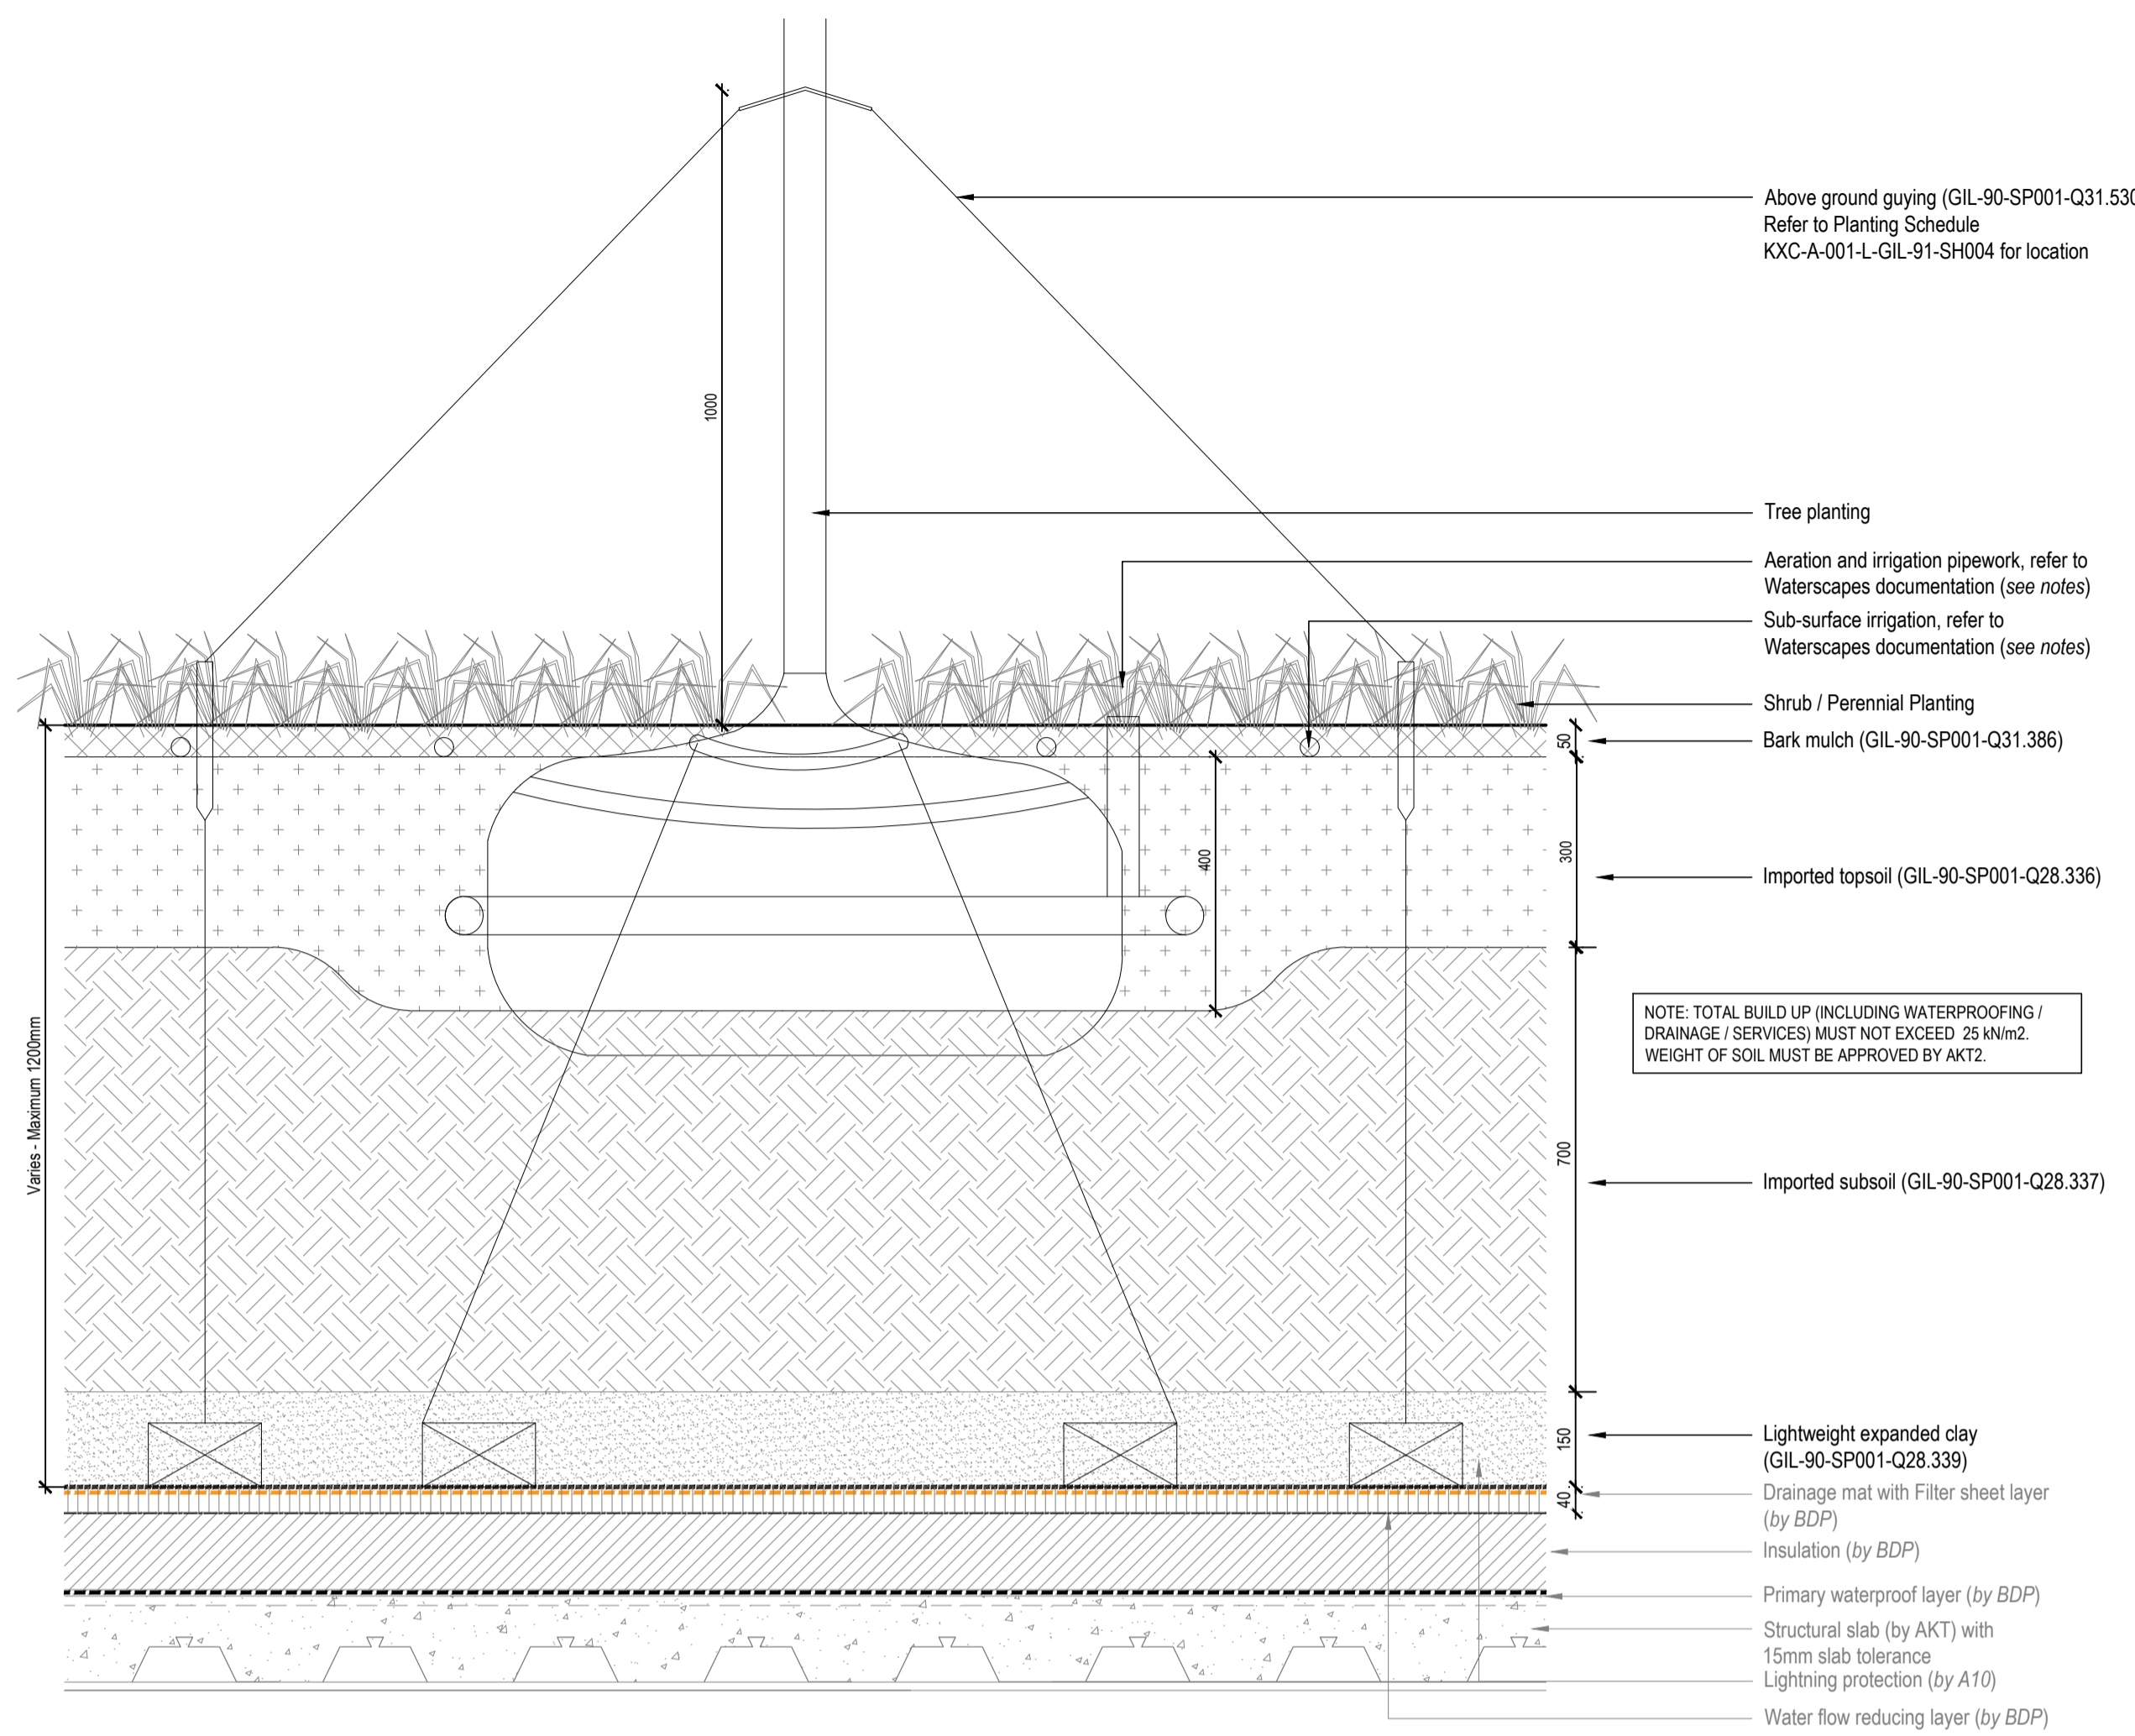 Above ground guying (GIL-90-SP001-Q31.530
Refer to Planting Schedule
KXC-A-001-L-GIL-91-SH004 for location
1000
Tree planting
Aeration and irrigation pipework, refer to
Waterscapes documentation (see notes)
Sub-surface irrigation, refer to
Waterscapes documentation (see notes)
Shrub / Perennial Planting
50
Bark mulch (GIL-90-SP001-Q31.386)
400
300
Imported topsoil (GIL-90-SP001-Q28.336)
NOTE: TOTAL BUILD UP (INCLUDING WATERPROOFING /
DRAINAGE / SERVICES) MUST NOT EXCEED 25 kN/m2.
WEIGHT OF SOIL MUST BE APPROVED BY AKT2.
Varies - Maximum 1200mm
700
Imported subsoil (GIL-90-SP001-Q28.337)
150
Lightweight expanded clay
(GIL-90-SP001-Q28.339)
40
Drainage mat with Filter sheet layer
(by BDP)
Insulation (by BDP)
Primary waterproof layer (by BDP)
Structural slab (by AKT) with
15mm slab tolerance
Lightning protection (by A10)
Water flow reducing layer (by BDP)